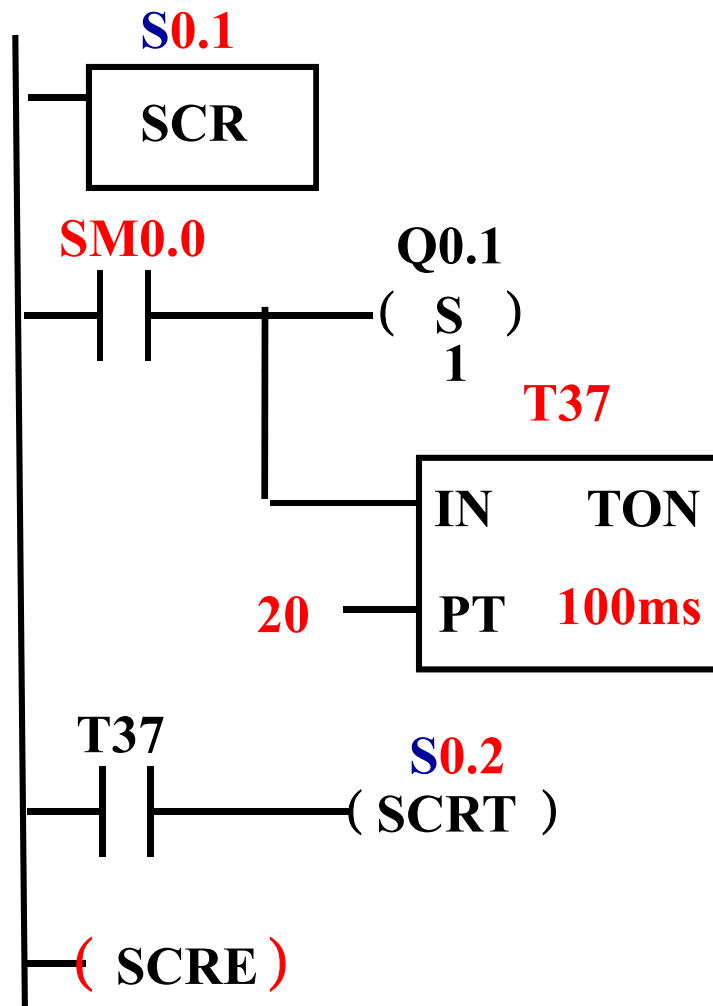 S0.1
SCR
SM0.0
Q0.1
( S )
1
T37
IN TON
20 PT 100ms
T37
S0.2
( SCRT )
( SCRE )